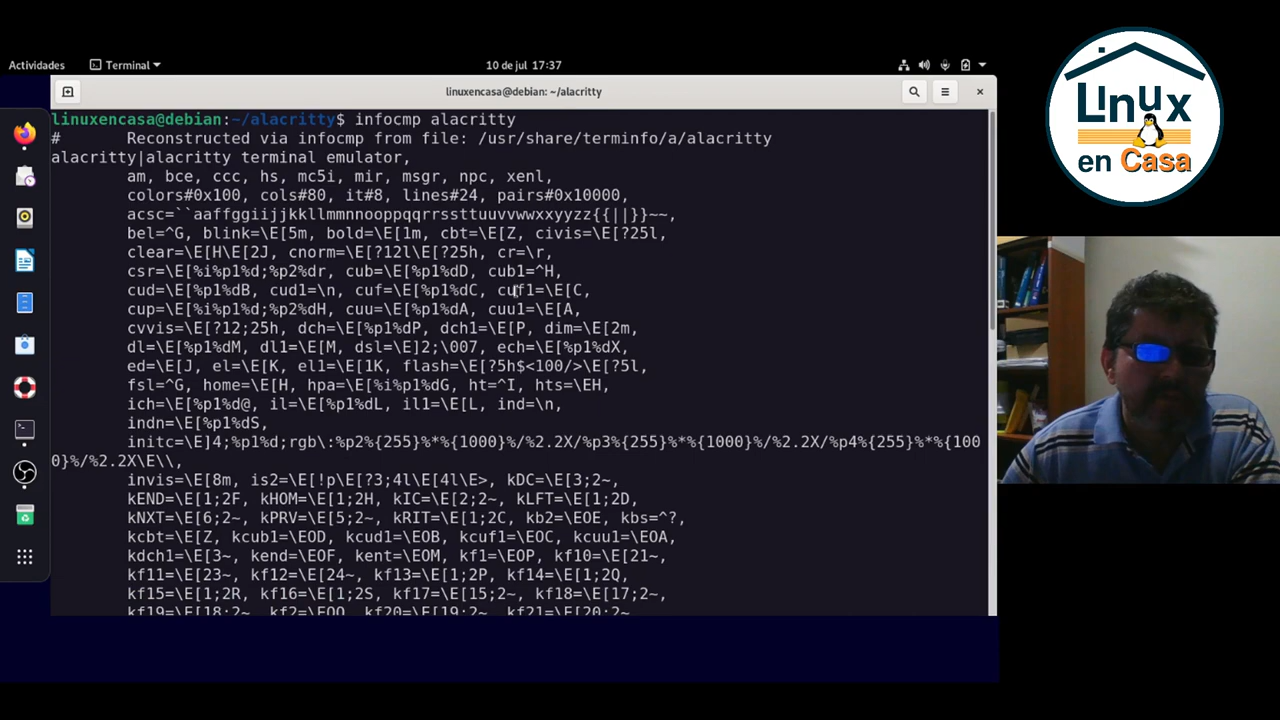 Actividades
Terminal
10 de jul 17:37
linuxencasa@debian: ~/alacritty
linuxencasa@debian:~/alacritty$ infocmp alacritty
#       Reconstructed via infocmp from file: /usr/share/terminfo/a/alacritty
alacritty|alacritty terminal emulator,
am, bce, ccc, hs, mc5i, mir, msgr, npc, xenl,
colors#0x100, cols#80, it#8, lines#24, pairs#0x10000,
acsc=``aaffggiijjkkllmmnnooppqqrrssttuuvvwwxxyyzz{{||}}~~,
bel=^G, blink=\E[5m, bold=\E[1m, cbt=\E[Z, civis=\E[?25l,
clear=\E[H\E[2J, cnorm=\E[?12l\E[?25h, cr=\r,
csr=\E[%i%p1%d;%p2%dr, cub=\E[%p1%dD, cub1=^H,
cud=\E[%p1%dB, cud1=\n, cuf=\E[%p1%dC, cuf1=\E[C,
cup=\E[%i%p1%d;%p2%dH, cuu=\E[%p1%dA, cuu1=\E[A,
cvvis=\E[?12;25h, dch=\E[%p1%dP, dch1=\E[P, dim=\E[2m,
dl=\E[%p1%dM, dl1=\E[M, dsl=\E]2;\007, ech=\E[%p1%dX,
ed=\E[J, el=\E[K, el1=\E[1K, flash=\E[?5h$<100/>\E[?5l,
fsl=^G, home=\E[H, hpa=\E[%i%p1%dG, ht=^I, hts=\EH,
ich=\E[%p1%d@, il=\E[%p1%dL, il1=\E[L, ind=\n,
indn=\E[%p1%dS,
initc=\E]4;%p1%d;rgb\:%p2%{255}%*%{1000}%/%2.2X/%p3%{255}%*%{1000}%/%2.2X/%p4%{255}%*%{100
0}%/%2.2X\E\\,
invis=\E[8m, is2=\E[!p\E[?3;4l\E[4l\E>, kDC=\E[3;2~,
kEND=\E[1;2F, kHOM=\E[1;2H, kIC=\E[2;2~, kLFT=\E[1;2D,
kNXT=\E[6;2~, kPRV=\E[5;2~, kRIT=\E[1;2C, kb2=\EOE, kbs=^?,
kcbt=\E[Z, kcub1=\EOD, kcud1=\EOB, kcuf1=\EOC, kcuu1=\EOA,
kdch1=\E[3~, kend=\EOF, kent=\EOM, kf1=\EOP, kf10=\E[21~,
kf11=\E[23~, kf12=\E[24~, kf13=\E[1;2P, kf14=\E[1;2Q,
kf15=\E[1;2R, kf16=\E[1;2S, kf17=\E[15;2~, kf18=\E[17;2~,
kf19=\E[18;2~, kf2=\EOQ, kf20=\E[19;2~, kf21=\E[20;2~,
LInux
en Casa